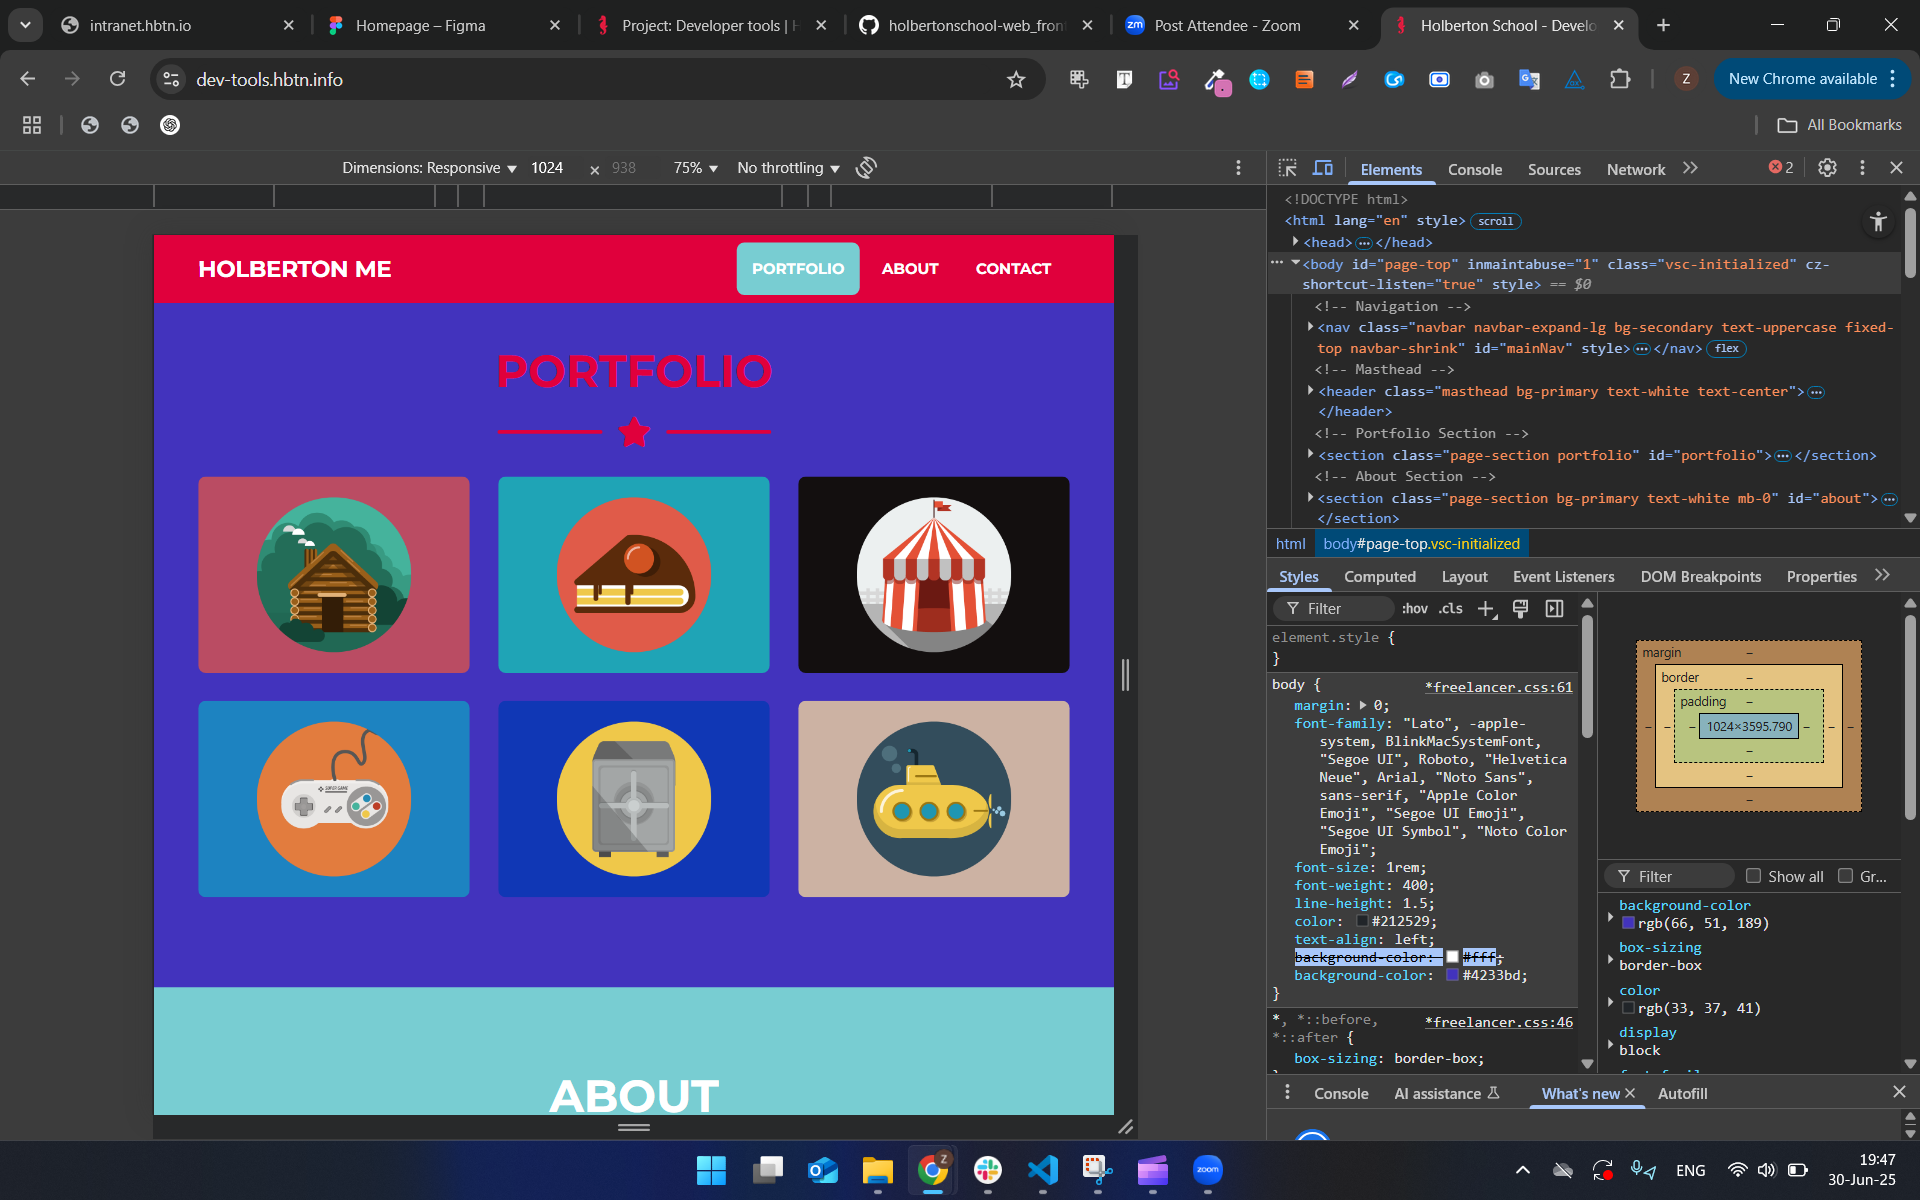 intranet.hbtn.io
Homepage – Figma
Project: Developer tools | H
holbertonschool-web_fron
Post Attendee - Zoom
Holberton School - Develo
dev-tools.hbtn.info
Z
New Chrome available
All Bookmarks
Dimensions: Responsive
1024
×
938
75%
No throttling
Elements
Console
Sources
Network
2
<!DOCTYPE html>
<html lang="en" style> scroll
<head> … </head>
<body id="page-top" inmaintabuse="1" class="vsc-initialized" cz-
shortcut-listen="true" style> == $0
<!-- Navigation -->
<nav class="navbar navbar-expand-lg bg-secondary text-uppercase fixed-
top navbar-shrink" id="mainNav" style> … </nav> flex
<!-- Masthead -->
<header class="masthead bg-primary text-white text-center"> …
</header>
<!-- Portfolio Section -->
<section class="page-section portfolio" id="portfolio"> … </section>
<!-- About Section -->
<section class="page-section bg-primary text-white mb-0" id="about"> …
</section>
html
body#page-top.vsc-initialized
HOLBERTON ME
PORTFOLIO
ABOUT
CONTACT
PORTFOLIO
ABOUT
Styles
Computed
Layout
Event Listeners
DOM Breakpoints
Properties
Filter
:hov
.cls
element.style {
}
body {
*freelancer.css:61
margin: 0;
font-family: "Lato", -apple-
system, BlinkMacSystemFont,
"Segoe UI", Roboto, "Helvetica
Neue", Arial, "Noto Sans",
sans-serif, "Apple Color
Emoji", "Segoe UI Emoji",
"Segoe UI Symbol", "Noto Color
Emoji";
font-size: 1rem;
font-weight: 400;
line-height: 1.5;
color: #212529;
text-align: left;
background-color: #fff;
background-color: #4233bd;
}
*, *::before,
*freelancer.css:46
*::after {
box-sizing: border-box;
margin
border
padding
1024×3595.790
Filter
Show all
Gr...
background-color
rgb(66, 51, 189)
box-sizing
border-box
color
rgb(33, 37, 41)
display
block
Console
AI assistance
What's new
Autofill
ENG
19:47
30-Jun-25